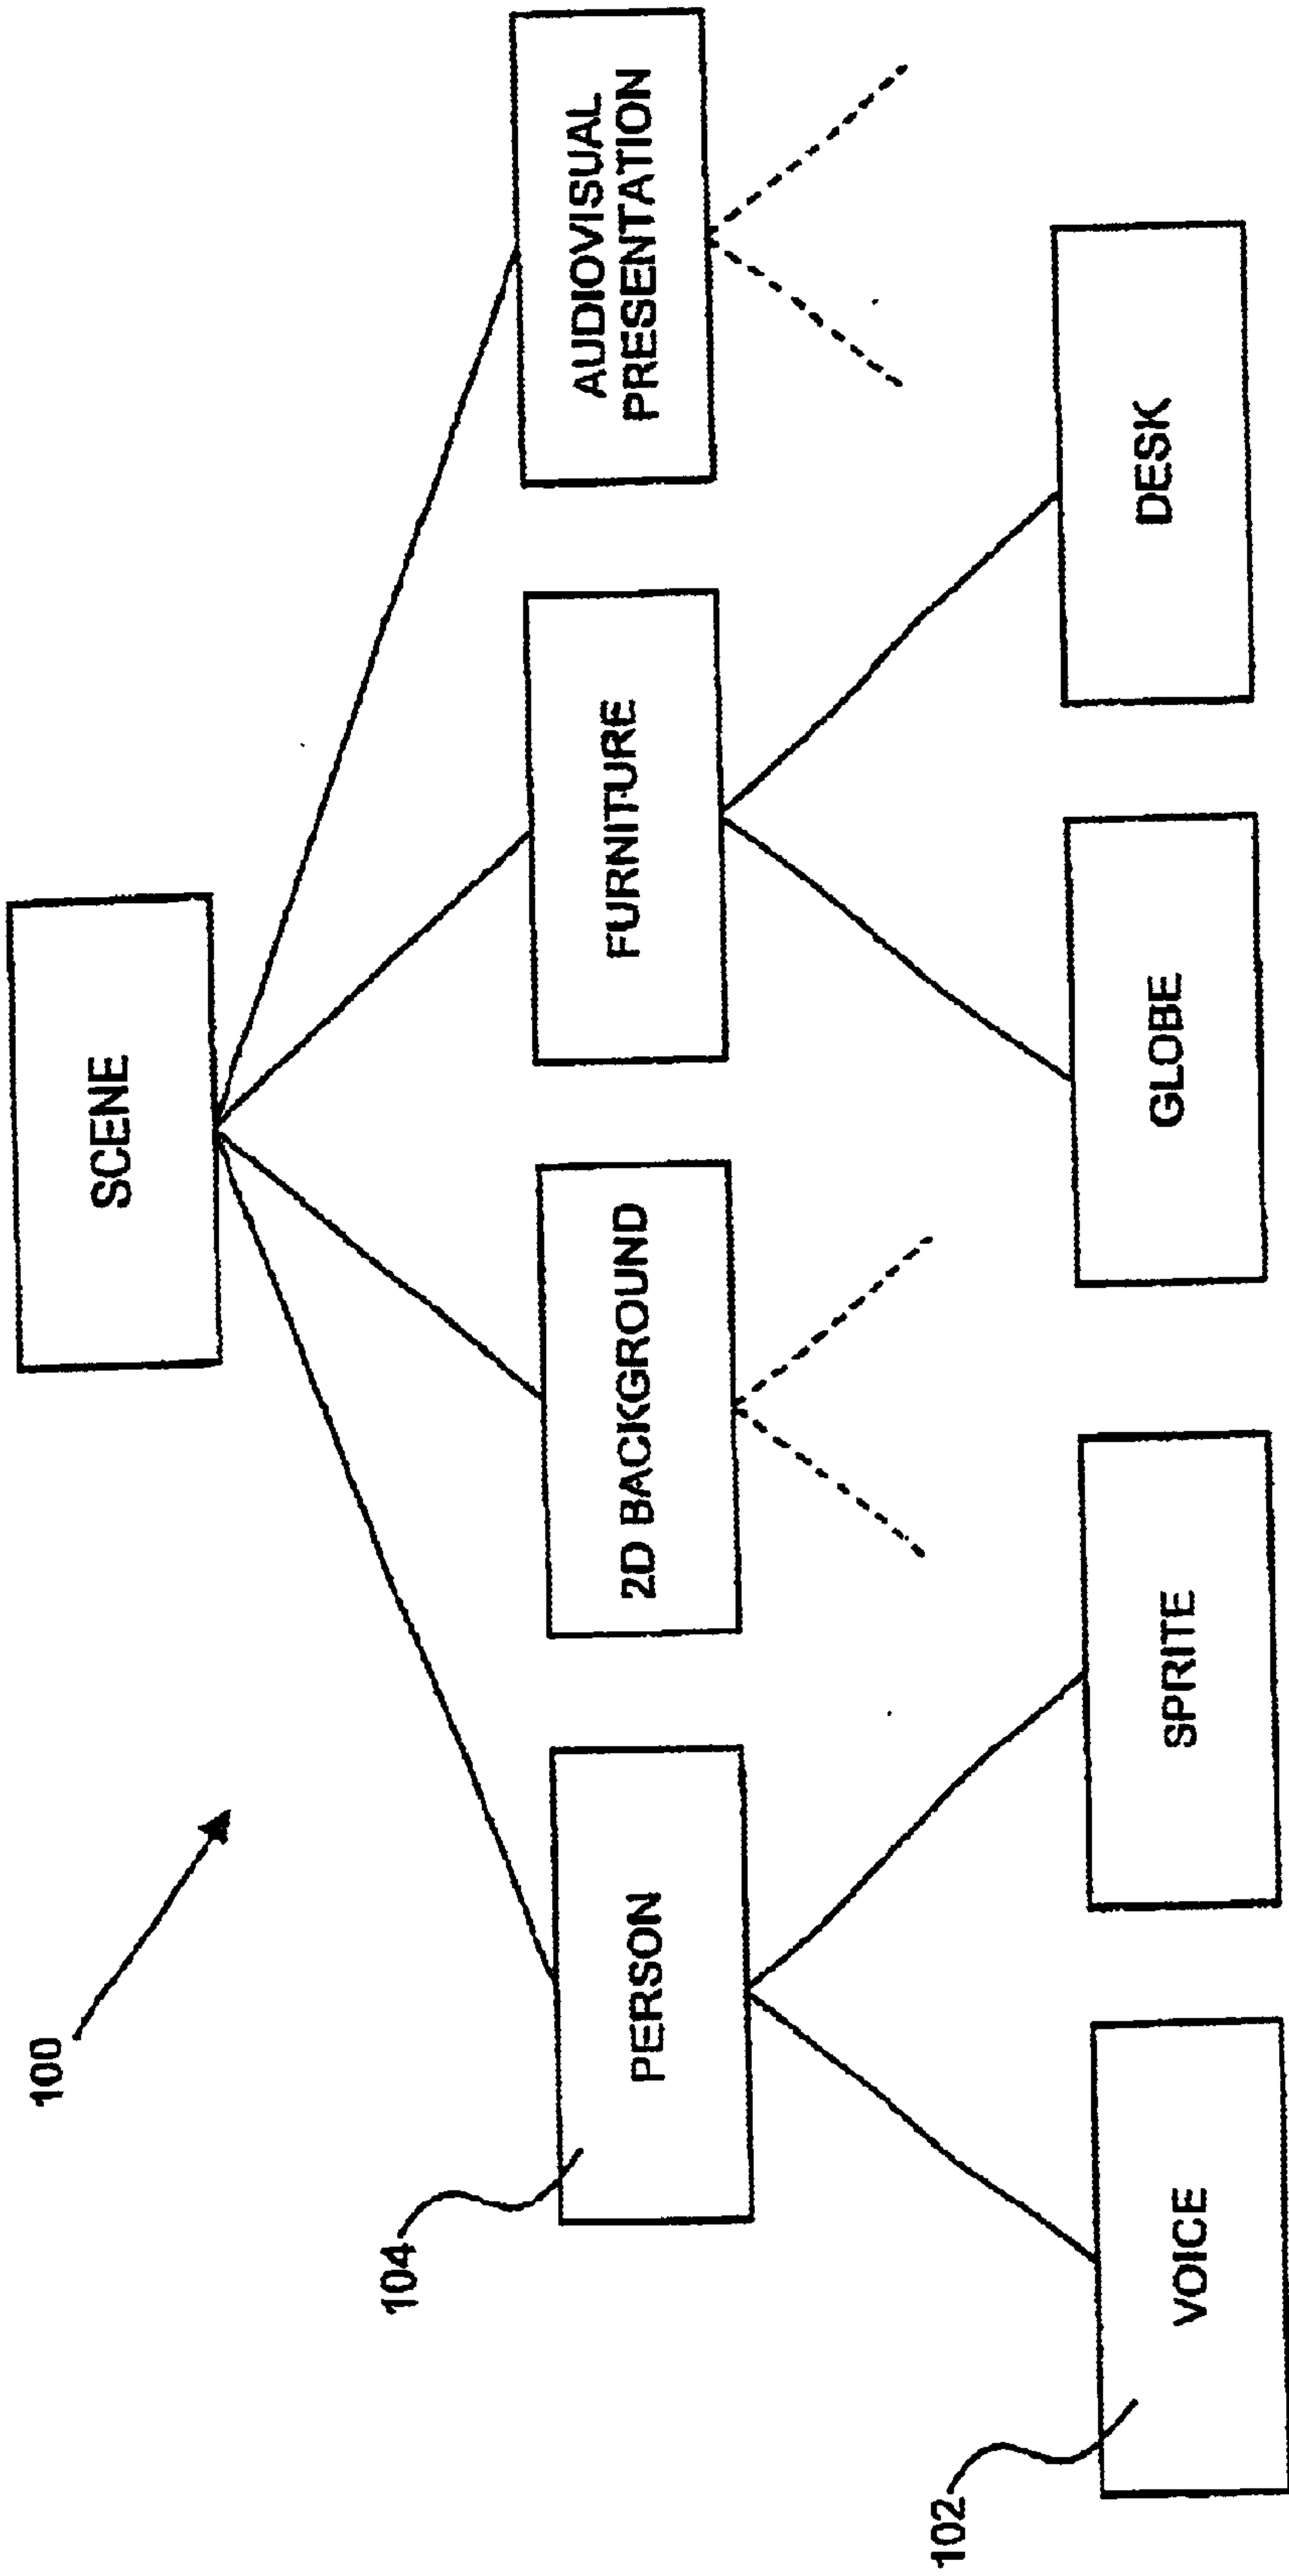 100
SCENE
104
PERSON
2D BACKGROUND
FURNITURE
AUDIOVISUAL
PRESENTATION
102
VOICE
SPRITE
GLOBE
DESK